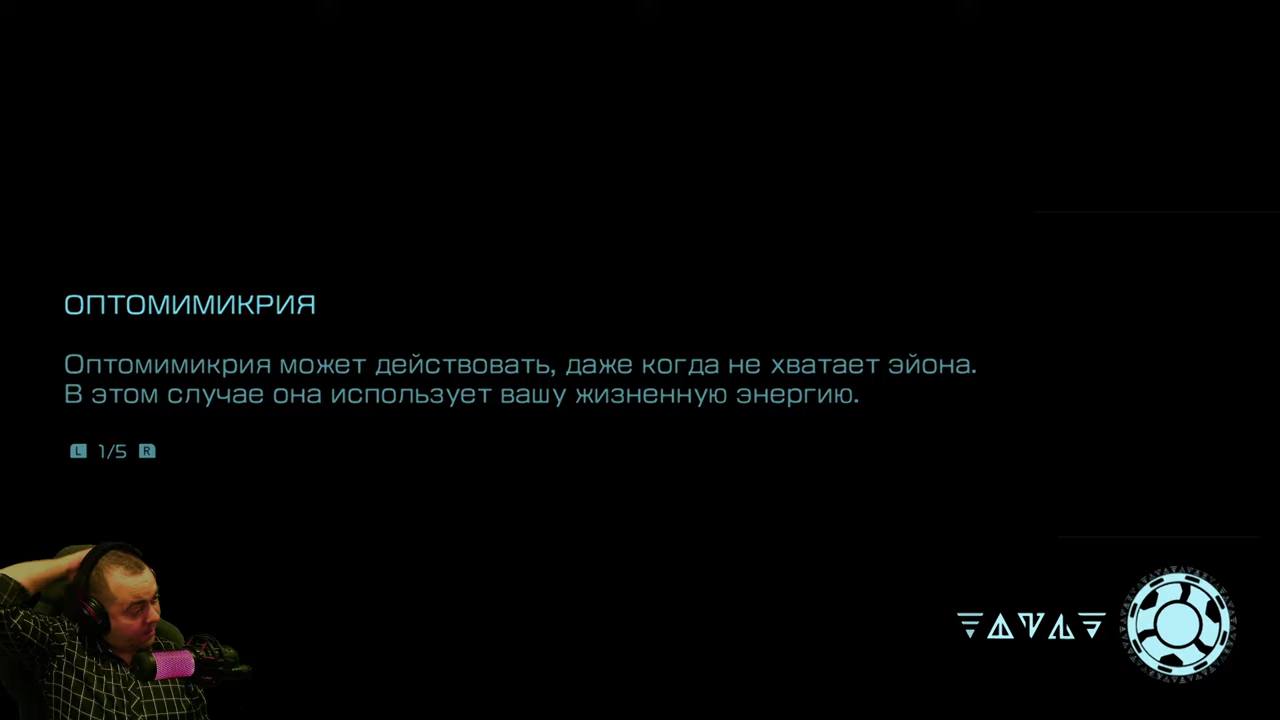 ОПТОМИМИКРИЯ
Оптомимикрия может действовать, даже когда не хватает эйона.
В этом случае она использует вашу жизненную энергию.
L 1/5 R